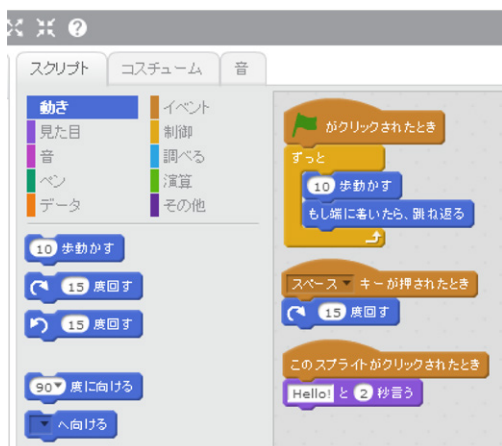 ?
スクリプト コスチューム 音
動き イベント
見た目 制御
音 調べる
ペン 演算
データ その他
10 歩動かす
15 度回す
15 度回す
90 度に向ける
へ向ける
がクリックされたとき
ずっと
10 歩動かす
もし端に着いたら、跳ね返る
スペース キーが押されたとき
15 度回す
このスプライトがクリックされたとき
Hello! と 2 秒言う